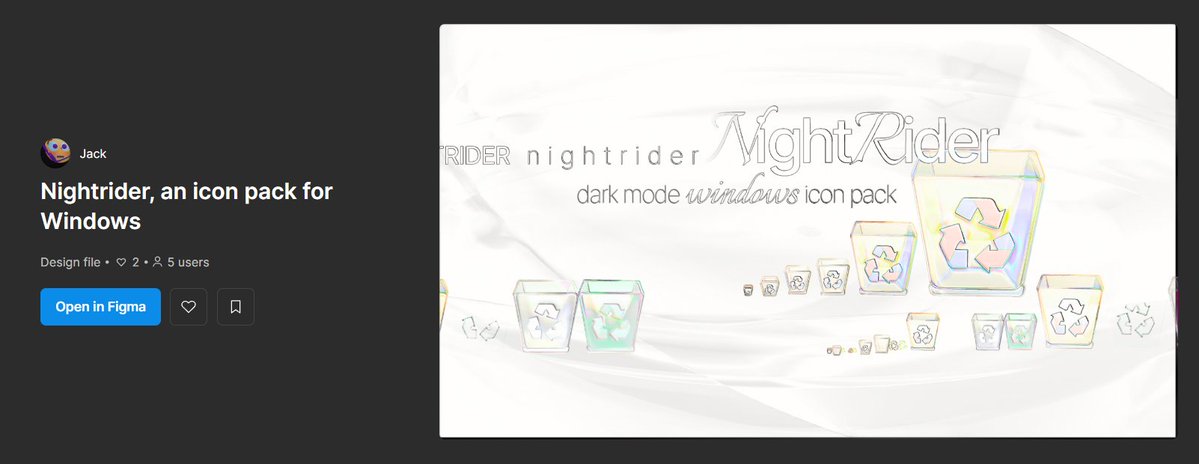 Jack
Nightrider, an icon pack for
Windows
Design file • 2 • 5 users
Open in Figma
TRIDER nightrider NightRider
dark mode windows icon pack